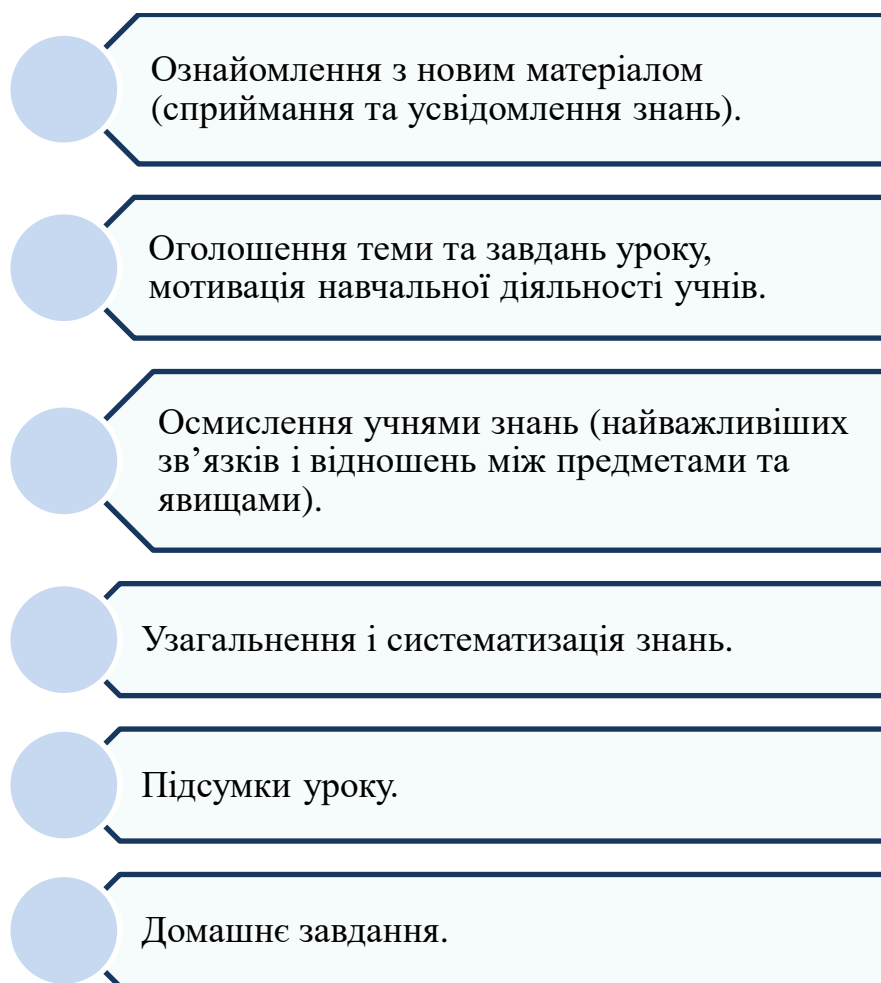 Ознайомлення з новим матеріалом
(сприймання та усвідомлення знань).
Оголошення теми та завдань уроку,
мотивація навчальної діяльності учнів.
Осмислення учнями знань (найважливіших
зв’язків і відношень між предметами та
явищами).
Узагальнення і систематизація знань.
Підсумки уроку.
Домашнє завдання.